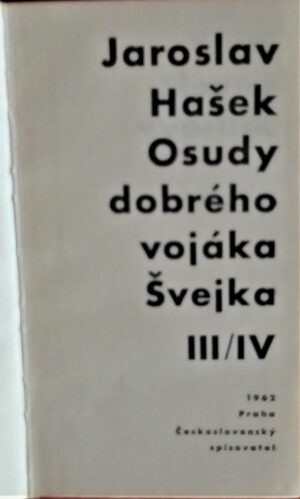 Jaroslav
Hašek
Osudy
dobrého
vojáka
Švejka
III/IV
1962
Praha
Československý
spisovatel